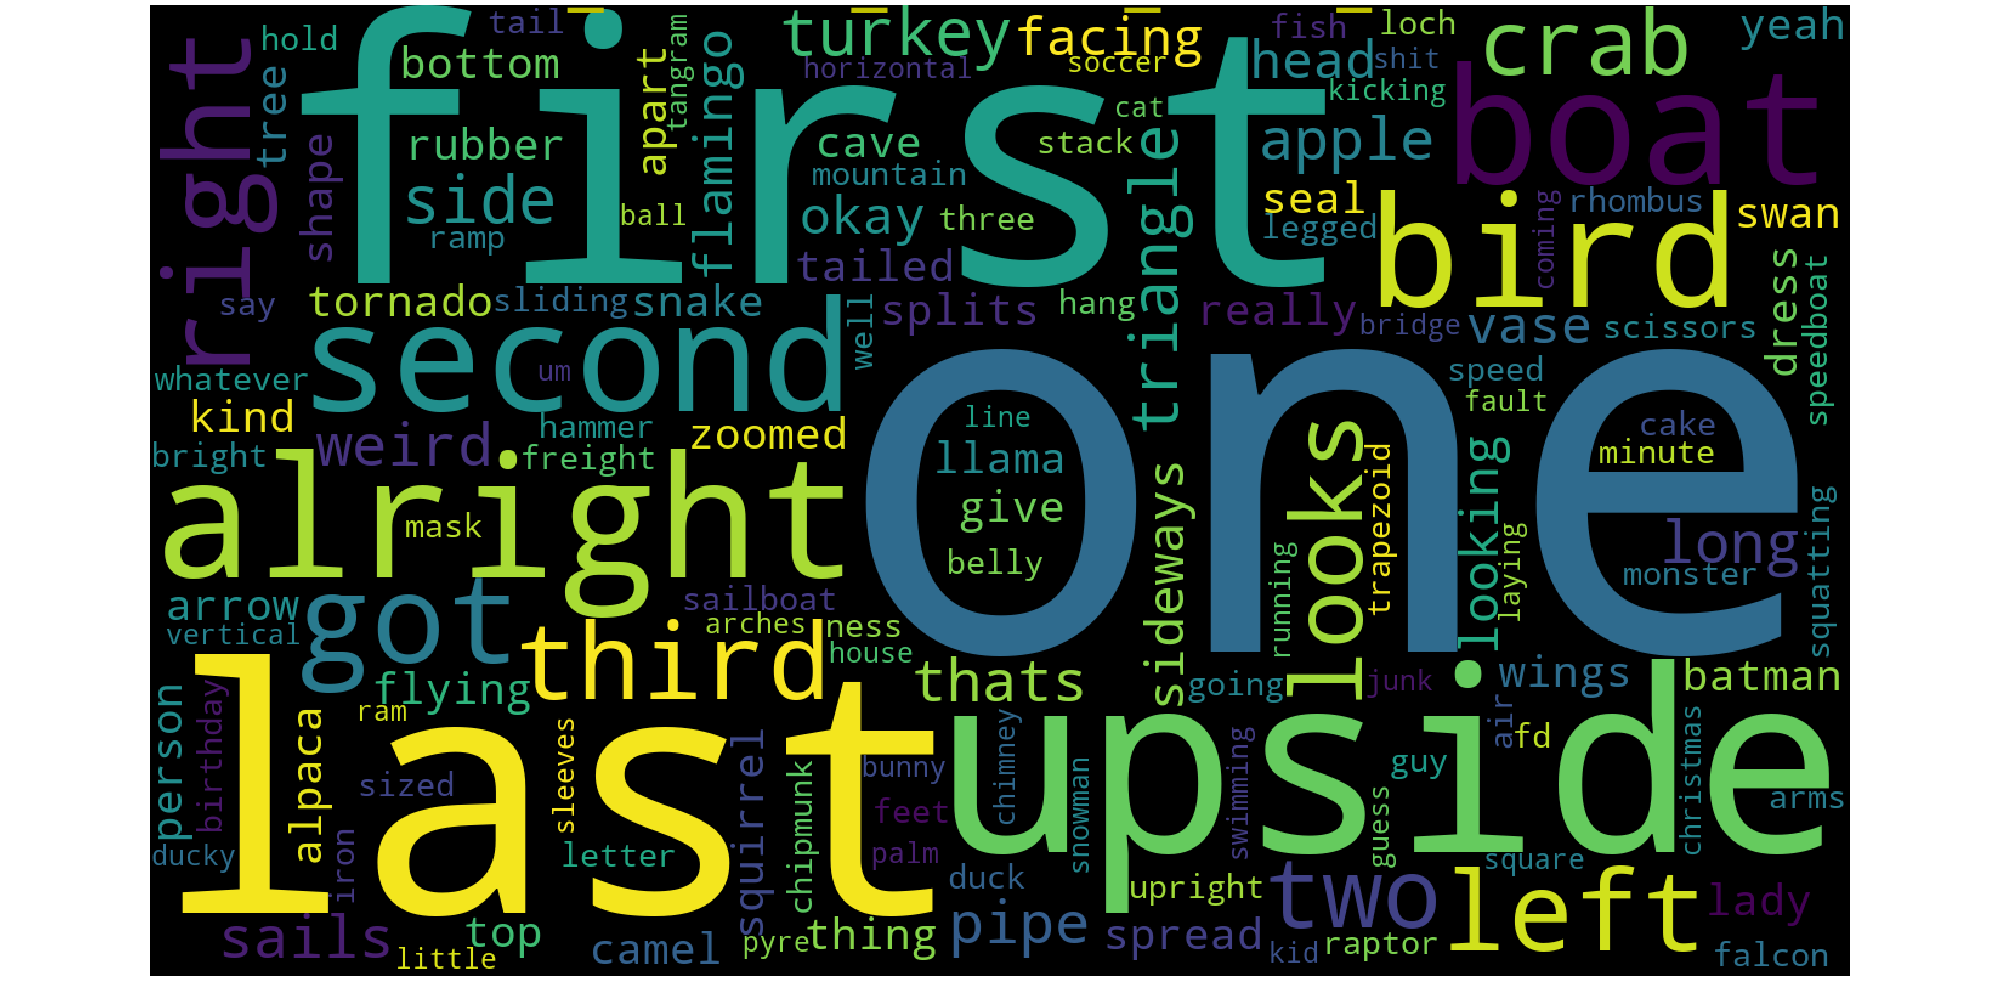 tail
fish
loch
yeah
hold
bottom
turkey
facing
crab
head
shit
right
tree
first
apart
tangram
flamingo
horizontal
soccer
kicking
boat
shape
rubber
cave
cat
stack
apple
side
mountain
triangle
ramp
ball
okay
three
seal
legged
bird
coming
rhombus
swan
tailed
say
tornado
sliding
snake
well
splits
hang
really
bridge
vase
scissors
dress
speedboat
second
one
whatever
um
speed
fault
kind
hammer
zoomed
line
looks
cake
bright
weird
freight
llama
trapezoid
looking
minute
alright
mask
give
sideways
long
squatting
belly
running
laying
monster
arrow
got
sailboat
vertical
arches
ness
third
house
flying
thats
going
junk
wings
batman
person
birthday
alpaca
ram
last
upside
sized
sleeves
squirrel
chipmunk
bunny
chimney
swimming
guy
air
fd
christmas
arms
feet
snowman
guess
ducky
iron
letter
palm
duck
upright
two
square
left
lady
sails
top
camel
pyre
thing
pipe
spread
kid
raptor
falcon
little